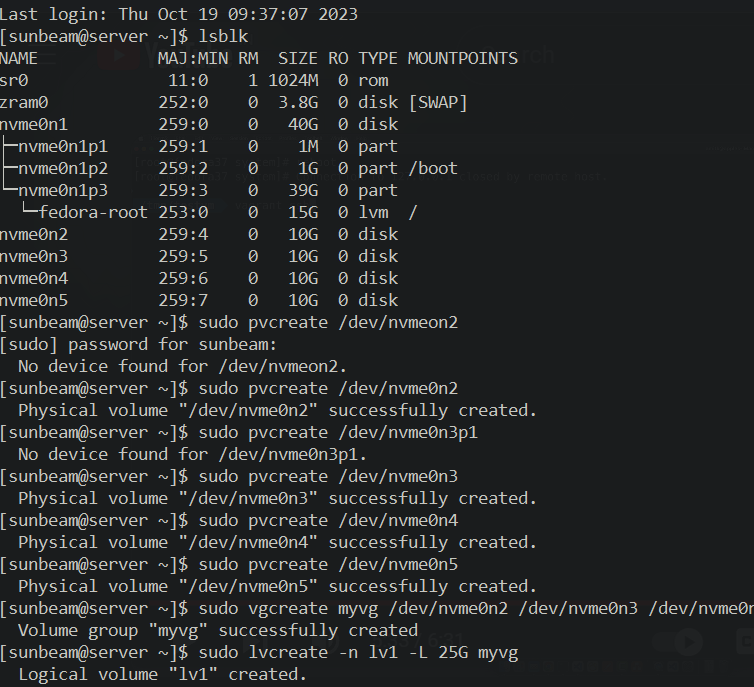 Last login: Thu Oct 19 09:37:07 2023
[sunbeam@server ~]$ lsblk
NAME            MAJ:MIN RM  SIZE RO TYPE MOUNTPOINTS
sr0              11:0    1 1024M  0 rom
zram0           252:0    0  3.8G  0 disk [SWAP]
nvme0n1         259:0    0   40G  0 disk
├─nvme0n1p1     259:1    0    1M  0 part
├─nvme0n1p2     259:2    0    1G  0 part /boot
└─nvme0n1p3     259:3    0   39G  0 part
  └─fedora-root 253:0    0   15G  0 lvm  /
nvme0n2         259:4    0   10G  0 disk
nvme0n3         259:5    0   10G  0 disk
nvme0n4         259:6    0   10G  0 disk
nvme0n5         259:7    0   10G  0 disk
[sunbeam@server ~]$ sudo pvcreate /dev/nvmeon2
[sudo] password for sunbeam:
  No device found for /dev/nvmeon2.
[sunbeam@server ~]$ sudo pvcreate /dev/nvme0n2
  Physical volume "/dev/nvme0n2" successfully created.
[sunbeam@server ~]$ sudo pvcreate /dev/nvme0n3p1
  No device found for /dev/nvme0n3p1.
[sunbeam@server ~]$ sudo pvcreate /dev/nvme0n3
  Physical volume "/dev/nvme0n3" successfully created.
[sunbeam@server ~]$ sudo pvcreate /dev/nvme0n4
  Physical volume "/dev/nvme0n4" successfully created.
[sunbeam@server ~]$ sudo pvcreate /dev/nvme0n5
  Physical volume "/dev/nvme0n5" successfully created.
[sunbeam@server ~]$ sudo vgcreate myvg /dev/nvme0n2 /dev/nvme0n3 /dev/nvme0n
  Volume group "myvg" successfully created
[sunbeam@server ~]$ sudo lvcreate -n lv1 -L 25G myvg
  Logical volume "lv1" created.